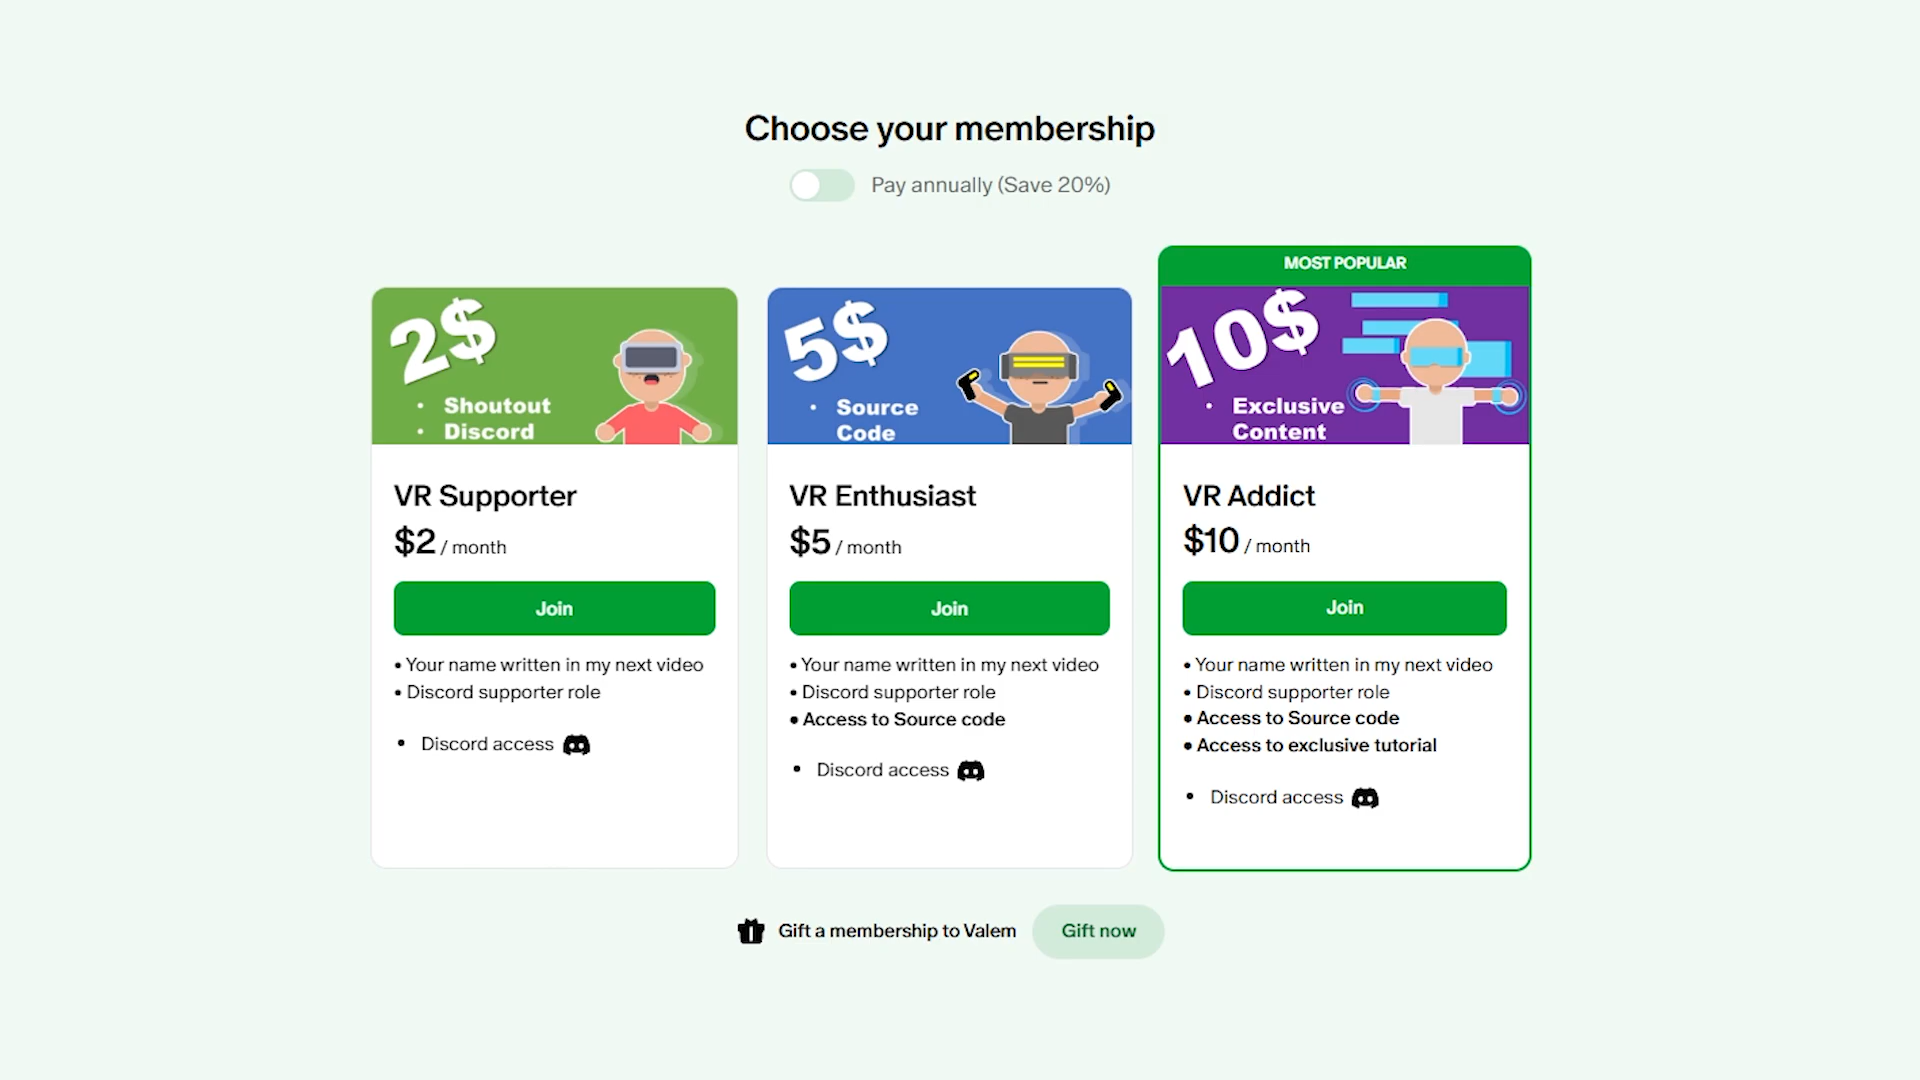 Choose your membership
Pay annually (Save 20%)
2$
• Shoutout
• Discord
VR Supporter
$2 / month
Join
• Your name written in my next video
• Discord supporter role
• Discord access
5$
• Source
Code
VR Enthusiast
$5 / month
Join
• Your name written in my next video
• Discord supporter role
• Access to Source code
• Discord access
MOST POPULAR
10$
• Exclusive
Content
VR Addict
$10 / month
Join
• Your name written in my next video
• Discord supporter role
• Access to Source code
• Access to exclusive tutorial
• Discord access
Gift a membership to Valem
Gift now